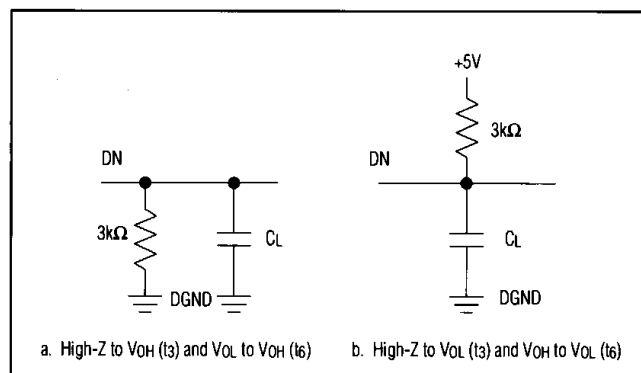 +5V
3kΩ
DN
DN
3kΩ
CL
CL
DGND
DGND
a. High-Z to VOH (t3) and VOL to VOH (t6)
b. High-Z to VOL (t3) and VOH to VOL (t6)